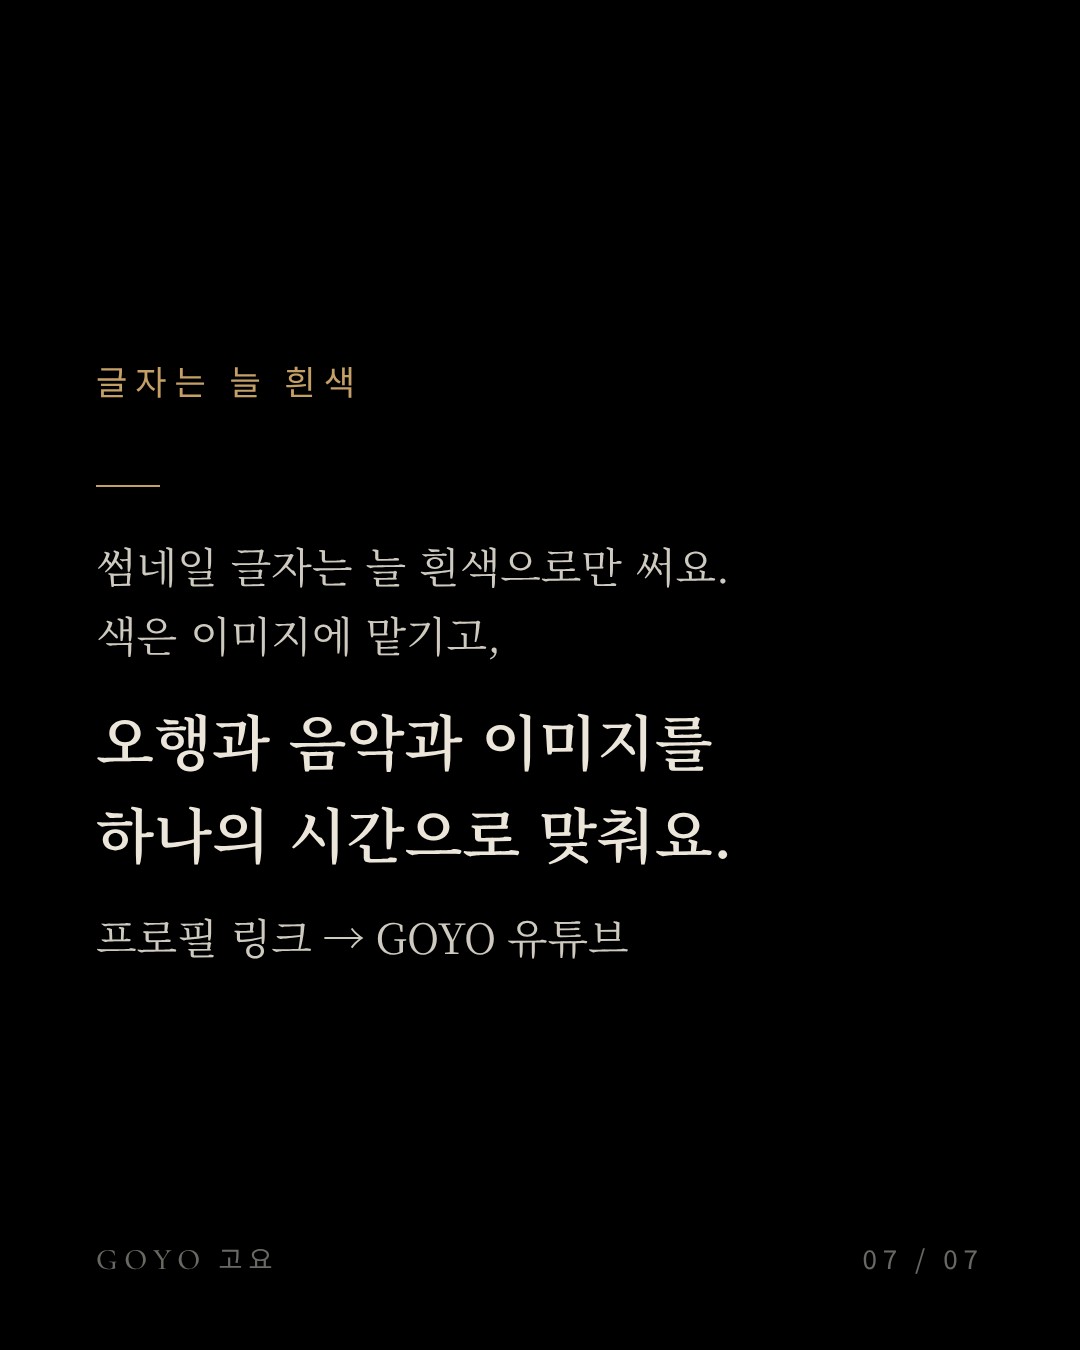 글자는 늘 흰색
썸네일 글자는 늘 흰색으로만 써요.
색은 이미지에 맡기고,
오행과 음악과 이미지를
하나의 시간으로 맞춰요.
프로필 링크 → GOYO 유튜브
GOYO 고요
07 / 07